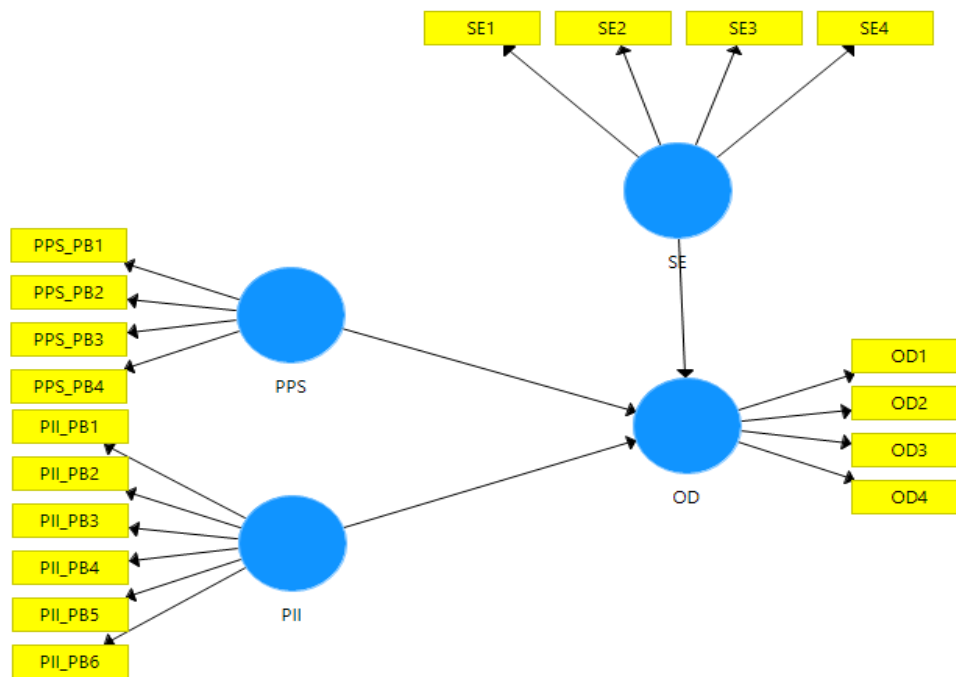 SE1
SE2
SE3
SE4
SE
PPS_PB1
PPS_PB2
PPS_PB3
PPS_PB4
PPS
PII_PB1
PII_PB2
PII_PB3
PII_PB4
PII_PB5
PII_PB6
PII
OD1
OD2
OD3
OD4
OD